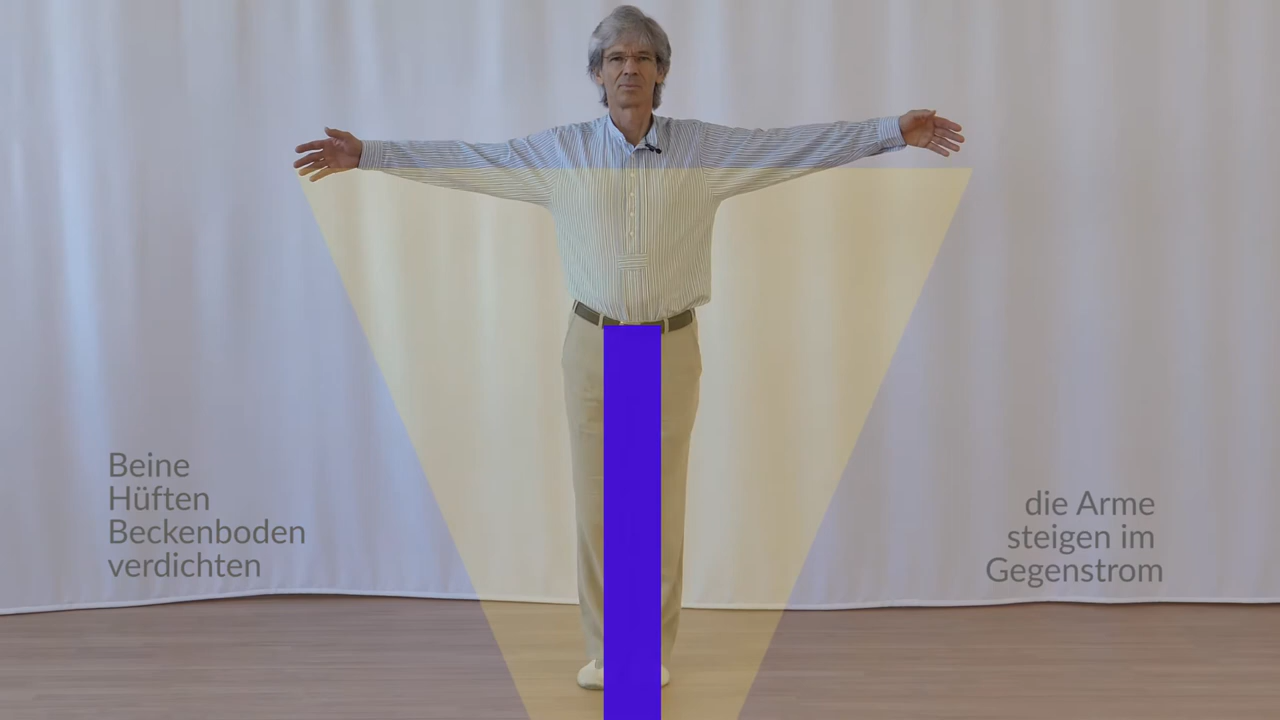 Beine
Hüften
Beckenboden
verdichten
die Arme
steigen im
Gegenstrom